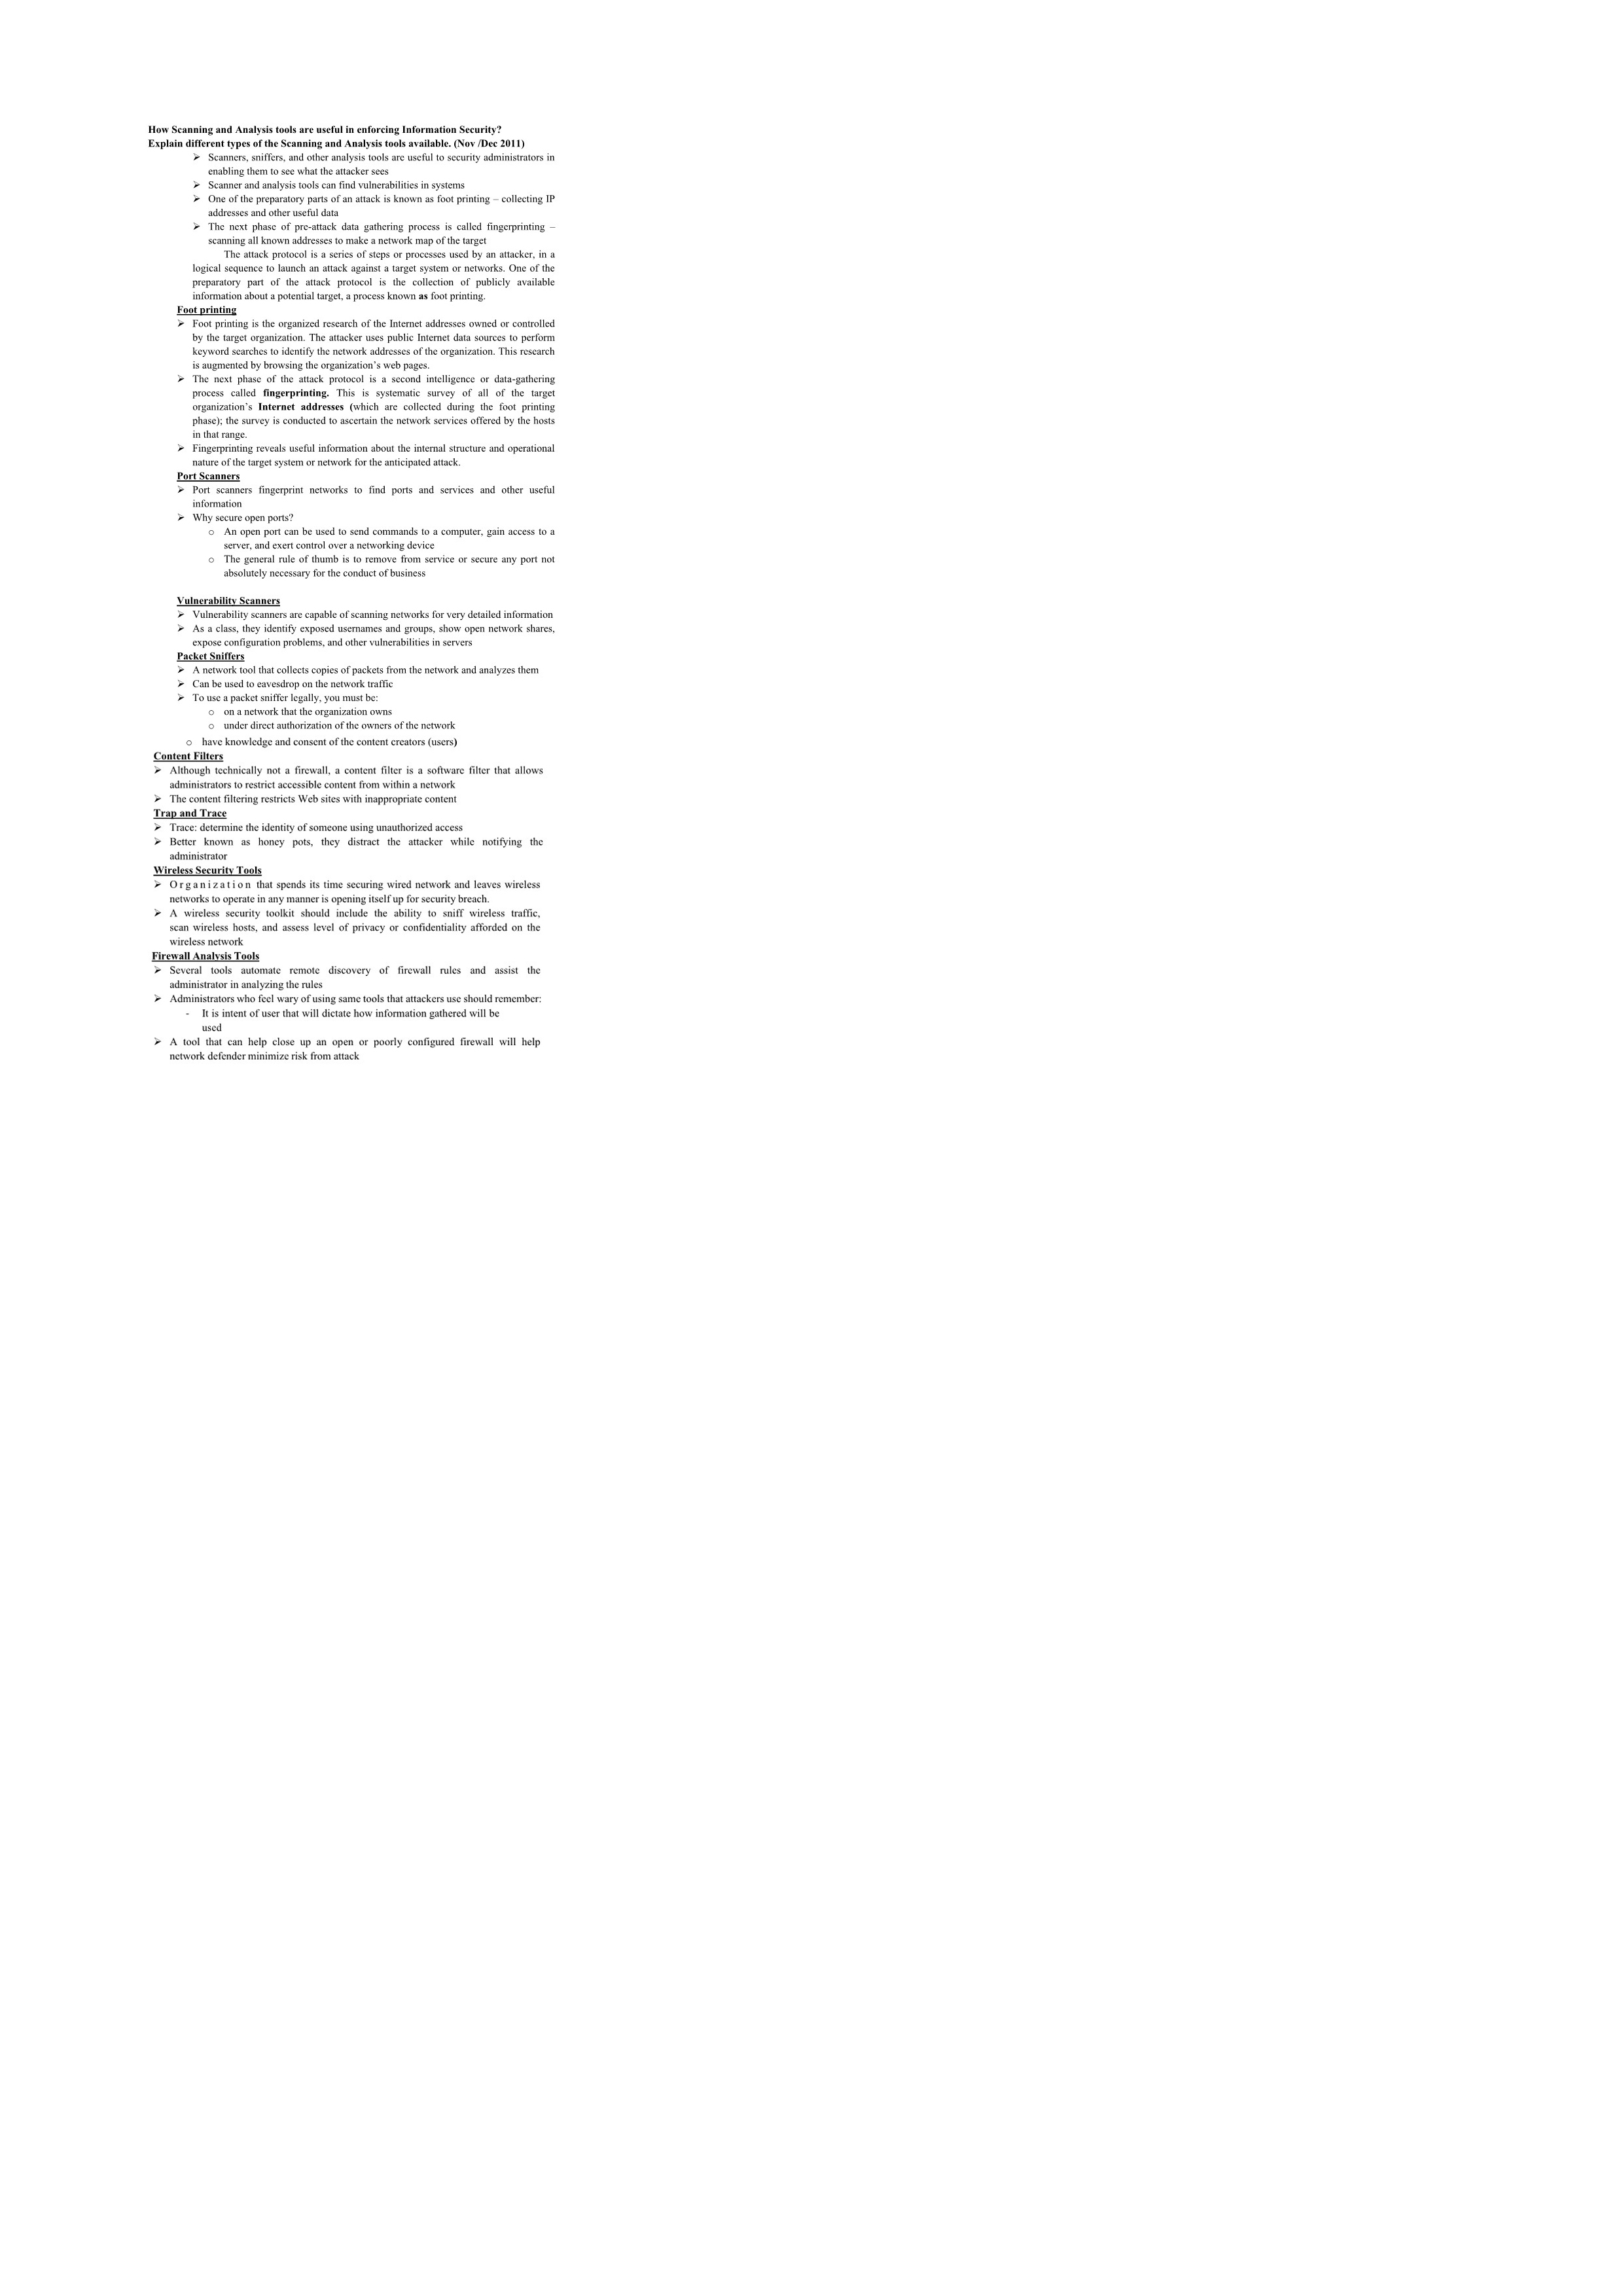 How Scanning and Analysis tools are useful in enforcing Information Security?
Explain different types of the Scanning and Analysis tools available. (Nov /Dec 2011)
➢ Scanners, sniffers, and other analysis tools are useful to security administrators in
enabling them to see what the attacker sees
➢ Scanner and analysis tools can find vulnerabilities in systems
➢ One of the preparatory parts of an attack is known as foot printing – collecting IP
addresses and other useful data
➢ The next phase of pre-attack data gathering process is called fingerprinting –
scanning all known addresses to make a network map of the target
The attack protocol is a series of steps or processes used by an attacker, in a
logical sequence to launch an attack against a target system or networks. One of the
preparatory part of the attack protocol is the collection of publicly available
information about a potential target, a process known as foot printing.
Foot printing
➢ Foot printing is the organized research of the Internet addresses owned or controlled
by the target organization. The attacker uses public Internet data sources to perform
keyword searches to identify the network addresses of the organization. This research
is augmented by browsing the organization's web pages.
➢ The next phase of the attack protocol is a second intelligence or data-gathering
process called fingerprinting. This is systematic survey of all of the target
organization's Internet addresses (which are collected during the foot printing
phase); the survey is conducted to ascertain the network services offered by the hosts
in that range.
➢ Fingerprinting reveals useful information about the internal structure and operational
nature of the target system or network for the anticipated attack.
Port Scanners
➢ Port scanners fingerprint networks to find ports and services and other useful
information
➢ Why secure open ports?
o An open port can be used to send commands to a computer, gain access to a
server, and exert control over a networking device
o The general rule of thumb is to remove from service or secure any port not
absolutely necessary for the conduct of business
Vulnerability Scanners
➢ Vulnerability scanners are capable of scanning networks for very detailed information
➢ As a class, they identify exposed usernames and groups, show open network shares,
expose configuration problems, and other vulnerabilities in servers
Packet Sniffers
➢ A network tool that collects copies of packets from the network and analyzes them
➢ Can be used to eavesdrop on the network traffic
➢ To use a packet sniffer legally, you must be:
o on a network that the organization owns
o under direct authorization of the owners of the network
o have knowledge and consent of the content creators (users)
Content Filters
➢ Although technically not a firewall, a content filter is a software filter that allows
administrators to restrict accessible content from within a network
➢ The content filtering restricts Web sites with inappropriate content
Trap and Trace
➢ Trace: determine the identity of someone using unauthorized access
➢ Better known as honey pots, they distract the attacker while notifying the
administrator
Wireless Security Tools
➢ Organization that spends its time securing wired network and leaves wireless
networks to operate in any manner is opening itself up for security breach.
➢ A wireless security toolkit should include the ability to sniff wireless traffic,
scan wireless hosts, and assess level of privacy or confidentiality afforded on the
wireless network
Firewall Analysis Tools
➢ Several tools automate remote discovery of firewall rules and assist the
administrator in analyzing the rules
➢ Administrators who feel wary of using same tools that attackers use should remember:
- It is intent of user that will dictate how information gathered will be
used
➢ A tool that can help close up an open or poorly configured firewall will help
network defender minimize risk from attack